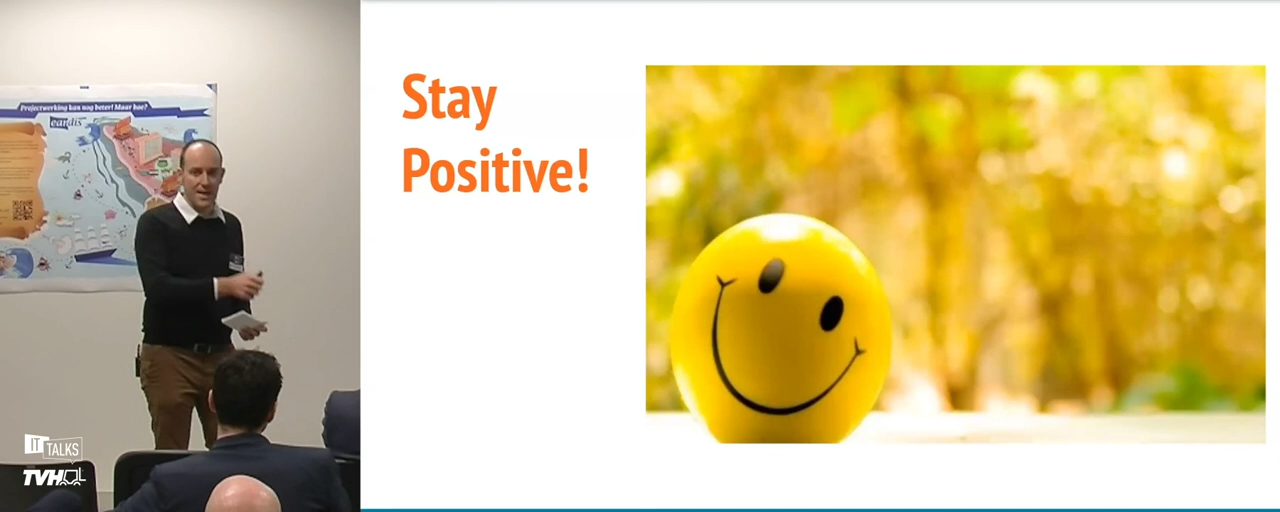 Projectwerking kan nog beter! Maar hoe?
eandis
IT
TALKS
TVH
Stay
Positive!